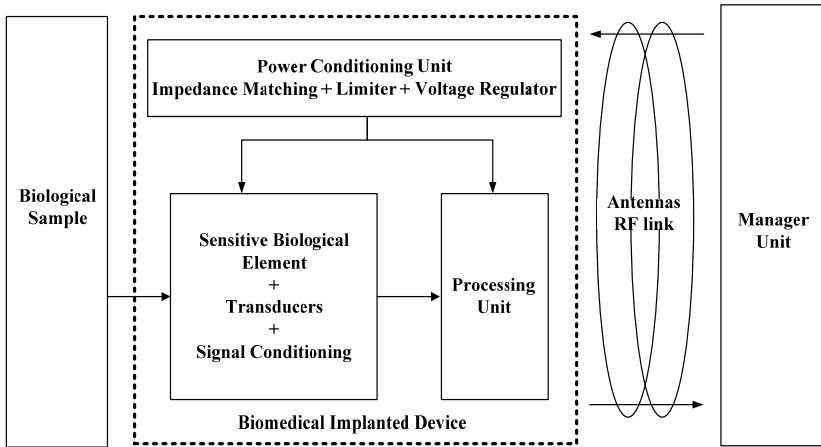 Power Conditioning Unit
Impedance Matching + Limiter + Voltage Regulator
Biological
Sample
Sensitive Biological
Element
+
Transducers
+
Signal Conditioning
Processing
Unit
Antennas
RF link
Manager
Unit
Biomedical Implanted Device